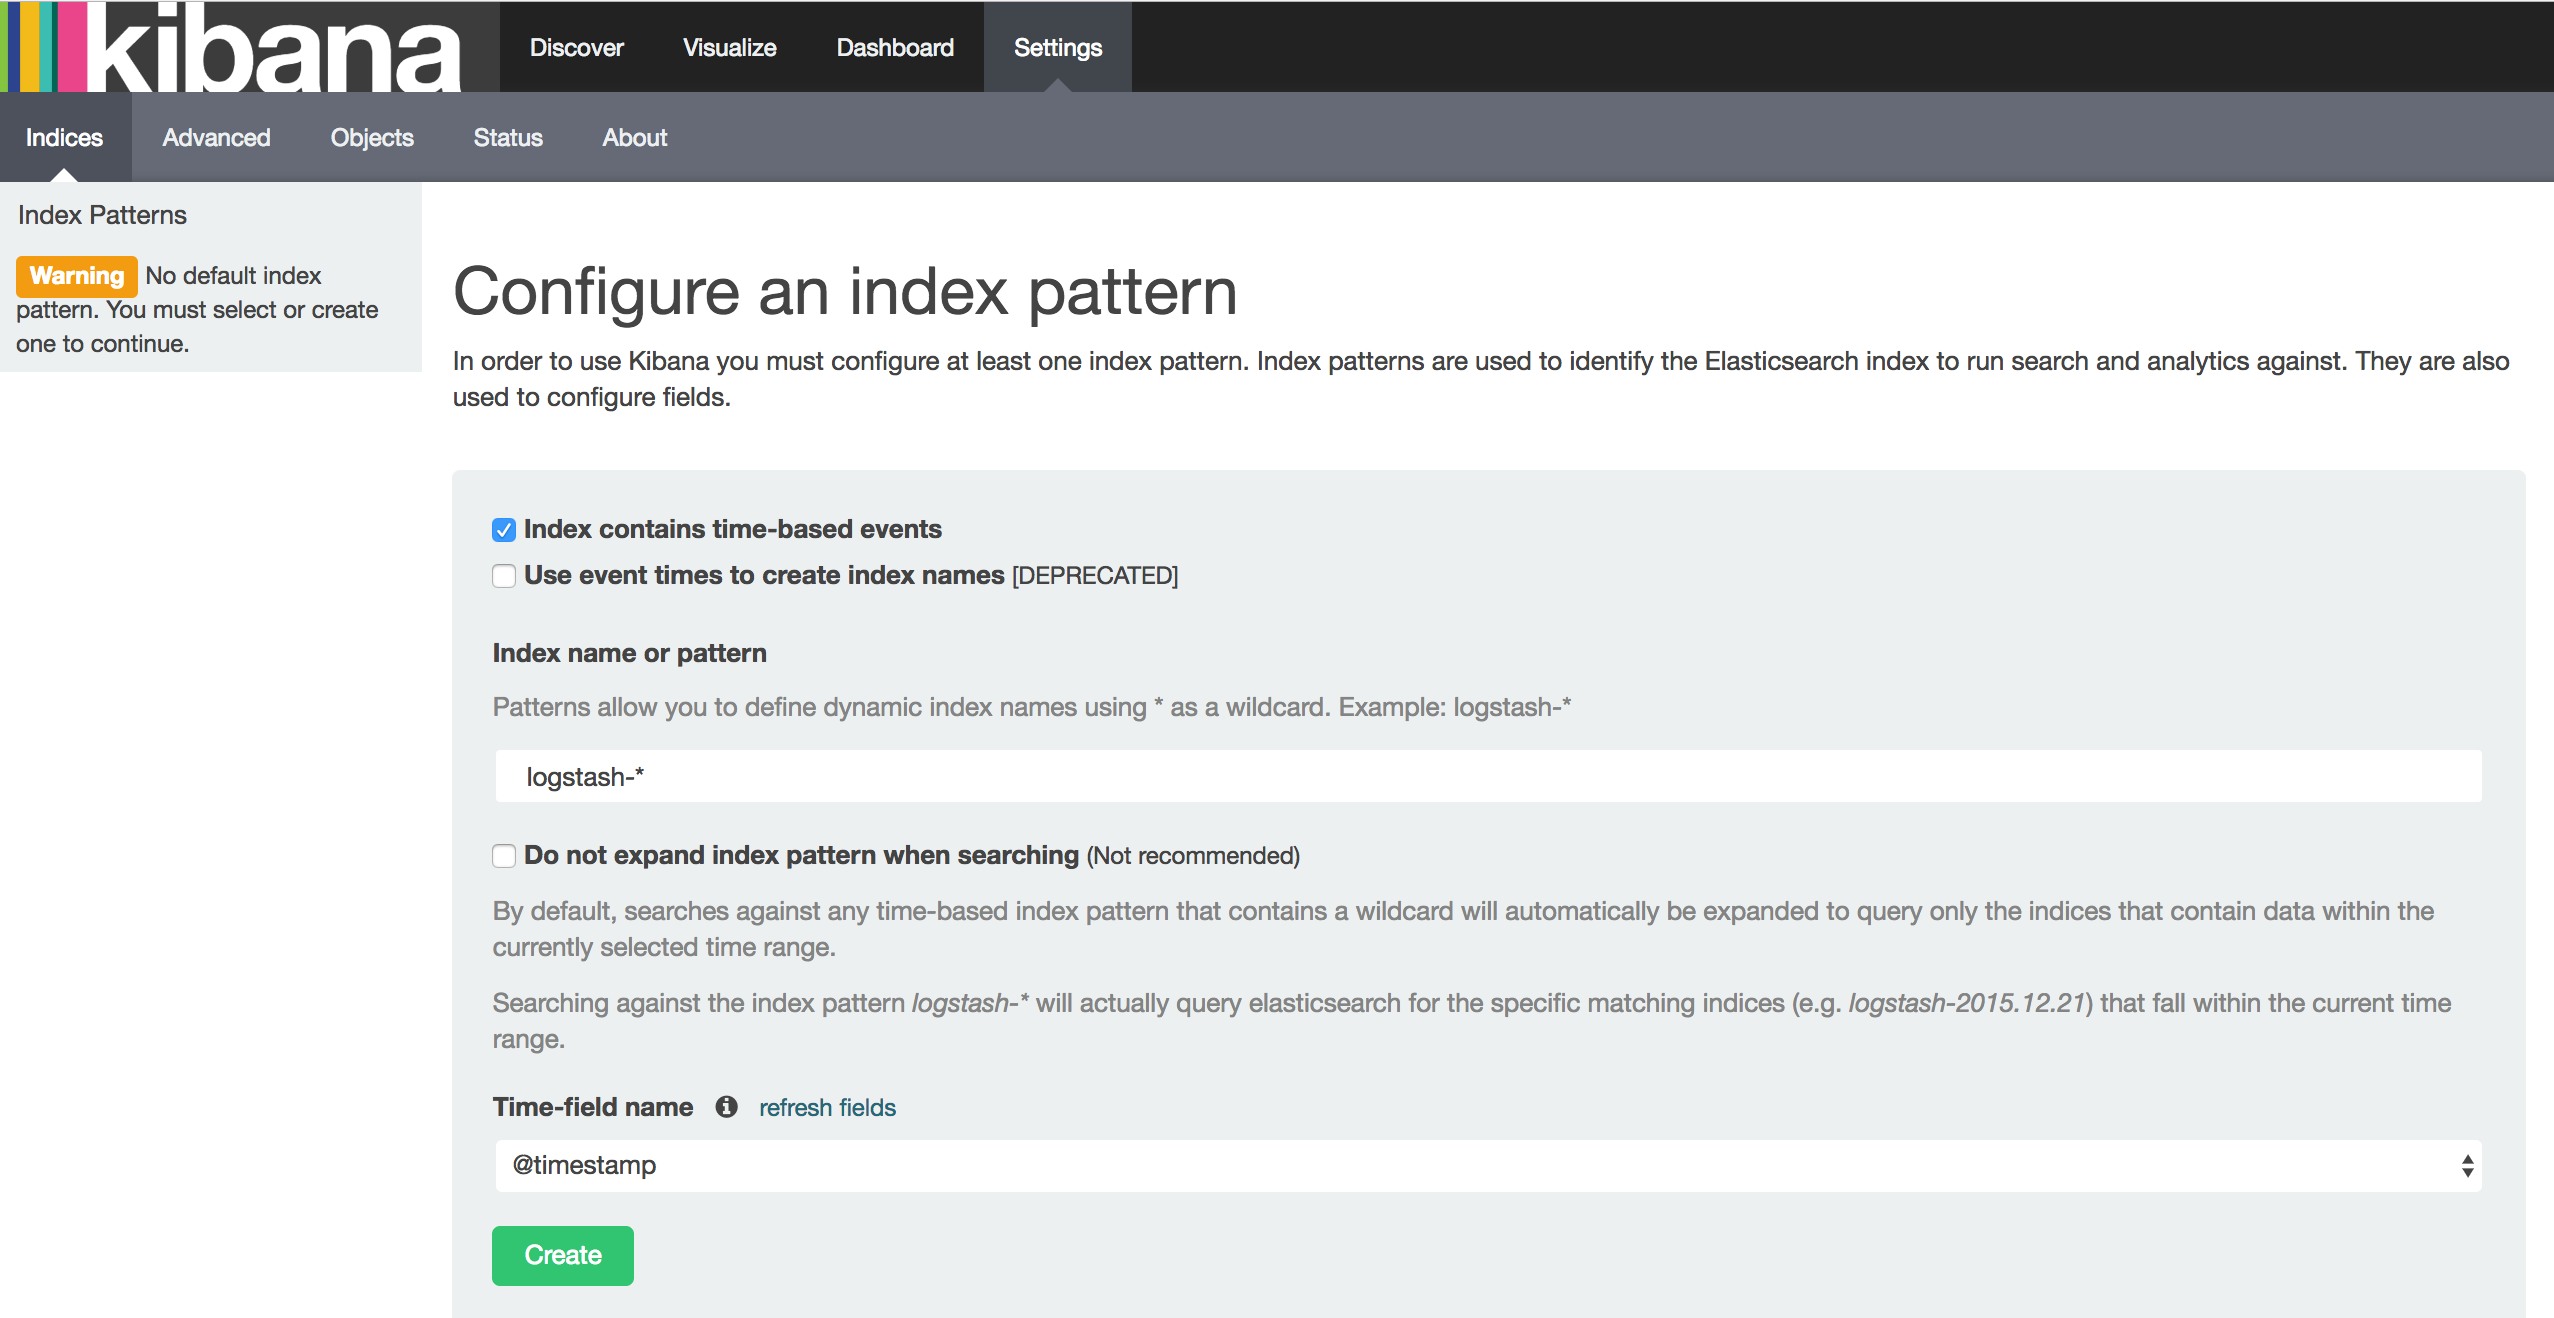 kibana
Discover Visualize Dashboard Settings
Indices Advanced Objects Status About
Index Patterns
Warning No default index
pattern. You must select or create
one to continue.
Configure an index pattern
In order to use Kibana you must configure at least one index pattern. Index patterns are used to identify the Elasticsearch index to run search and analytics against. They are also
used to configure fields.
Index contains time-based events
Use event times to create index names [DEPRECATED]
Index name or pattern
Patterns allow you to define dynamic index names using * as a wildcard. Example: logstash-*
logstash-*
Do not expand index pattern when searching (Not recommended)
By default, searches against any time-based index pattern that contains a wildcard will automatically be expanded to query only the indices that contain data within the
currently selected time range.
Searching against the index pattern logstash-* will actually query elasticsearch for the specific matching indices (e.g. logstash-2015.12.21) that fall within the current time
range.
Time-field name refresh fields
@timestamp
Create